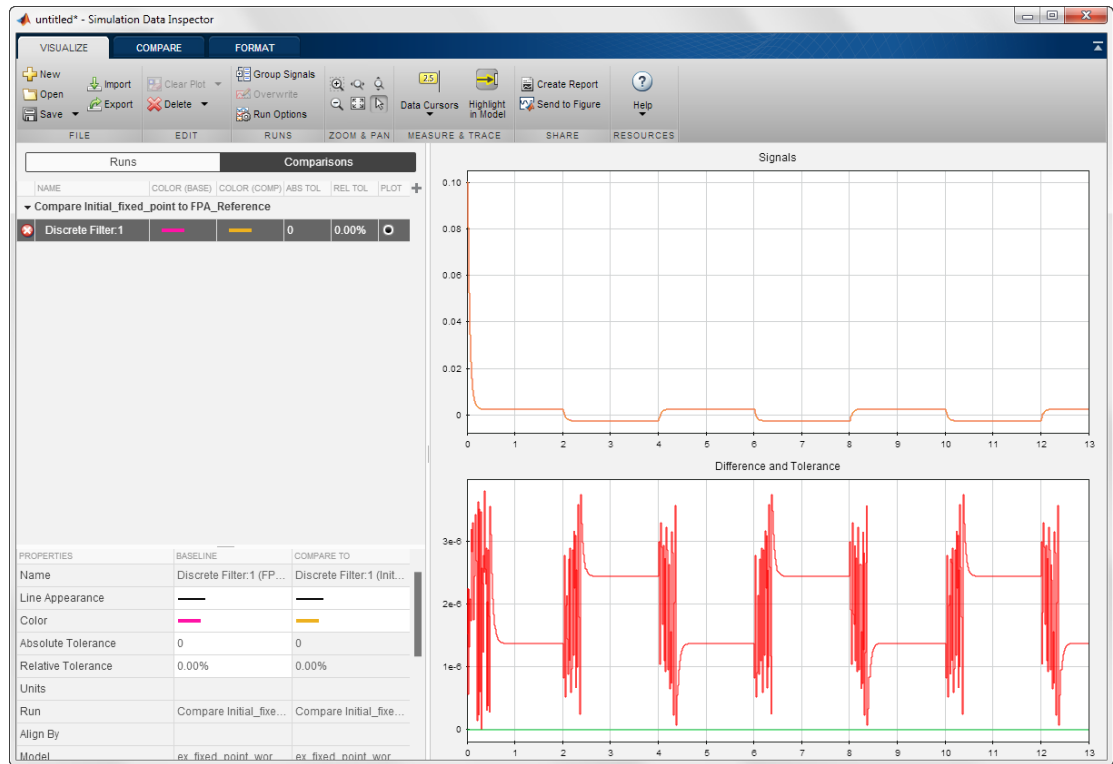 untitled* - Simulation Data Inspector
VISUALIZE COMPARE FORMAT
New
Open
Save
Import
Export
Clear Plot
Delete
Group Signals
Overwrite
Run Options
2.5
Data Cursors
Highlight
in Model
Create Report
Send to Figure
?
Help
FILE EDIT RUNS ZOOM & PAN MEASURE & TRACE SHARE RESOURCES
Runs Comparisons
NAME COLOR (BASE) COLOR (COMP) ABS TOL REL TOL PLOT
Compare Initial_fixed_point to FPA_Reference
Discrete Filter:1 0 0.00%
PROPERTIES BASELINE COMPARE TO
Name Discrete Filter:1 (FP... Discrete Filter:1 (Init...
Line Appearance
Color
Absolute Tolerance 0 0
Relative Tolerance 0.00% 0.00%
Units
Run Compare Initial_fixe... Compare Initial_fixe...
Align By
Model ex_fixed_point_wor... ex_fixed_point_wor...
Signals
0.10
0.08
0.06
0.04
0.02
0
0 1 2 3 4 5 6 7 8 9 10 11 12 13
Difference and Tolerance
3e-6
2e-6
1e-6
0
0 1 2 3 4 5 6 7 8 9 10 11 12 13